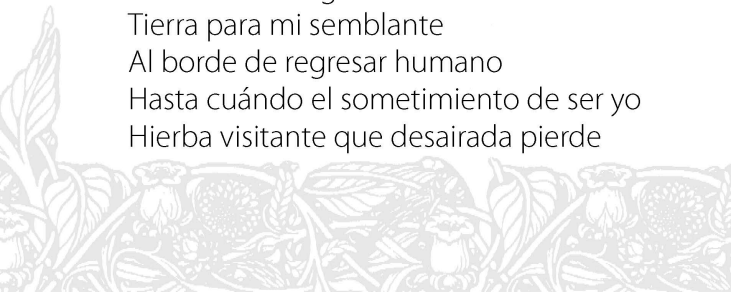 Tierra para mi semblante
Al borde de regresar humano
Hasta cuándo el sometimiento de ser yo
Hierba visitante que desairada pierde